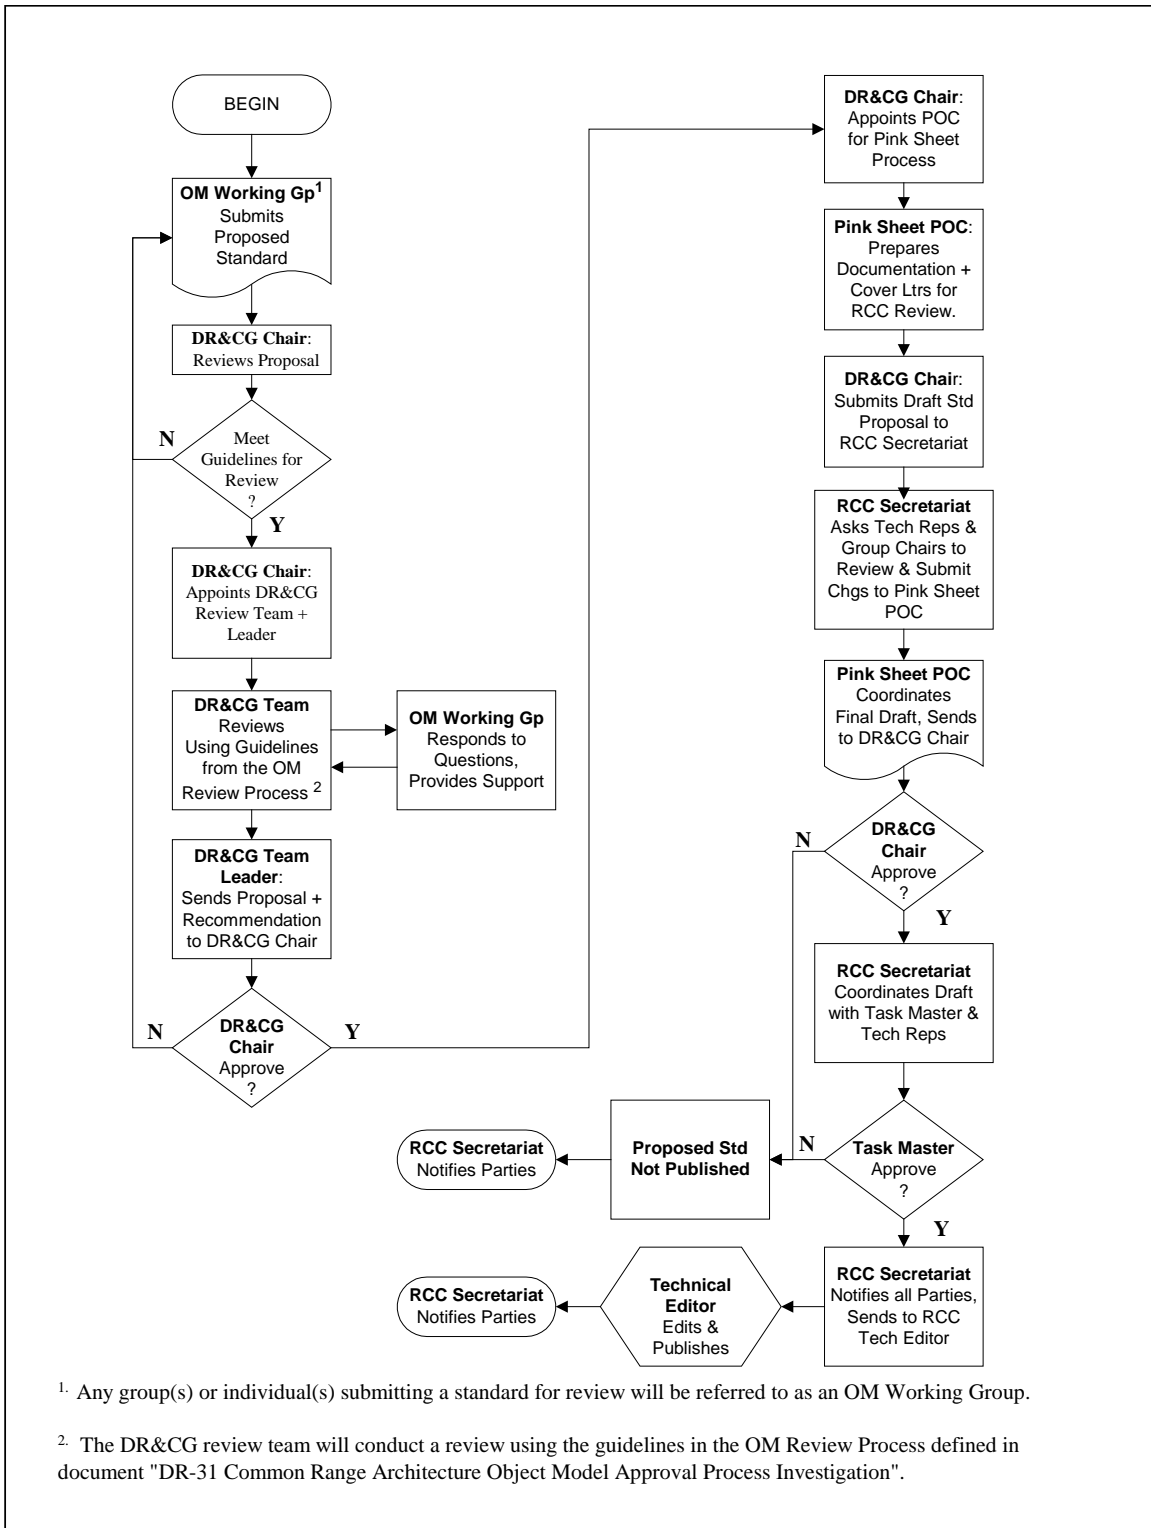 BEGIN
OM Working Gp1
Submits
Proposed
Standard
DR&CG Chair:
Reviews Proposal
N
Meet
Guidelines for
Review
?
Y
DR&CG Chair:
Appoints DR&CG
Review Team +
Leader
DR&CG Team
Reviews
Using Guidelines
from the OM
Review Process 2
OM Working Gp
Responds to
Questions,
Provides Support
DR&CG Team
Leader:
Sends Proposal +
Recommendation
to DR&CG Chair
N
DR&CG
Chair
Approve
?
Y
DR&CG Chair:
Appoints POC
for Pink Sheet
Process
Pink Sheet POC:
Prepares
Documentation +
Cover Ltrs for
RCC Review.
DR&CG Chair:
Submits Draft Std
Proposal to
RCC Secretariat
RCC Secretariat
Asks Tech Reps &
Group Chairs to
Review & Submit
Chgs to Pink Sheet
POC
Pink Sheet POC
Coordinates
Final Draft, Sends
to DR&CG Chair
N
DR&CG
Chair
Approve
?
Y
RCC Secretariat
Coordinates Draft
with Task Master &
Tech Reps
N
Task Master
Approve
?
Y
Proposed Std
Not Published
RCC Secretariat
Notifies Parties
RCC Secretariat
Notifies all Parties,
Sends to RCC
Tech Editor
Technical
Editor
Edits &
Publishes
RCC Secretariat
Notifies Parties
1. Any group(s) or individual(s) submitting a standard for review will be referred to as an OM Working Group.
2. The DR&CG review team will conduct a review using the guidelines in the OM Review Process defined in
document "DR-31 Common Range Architecture Object Model Approval Process Investigation".